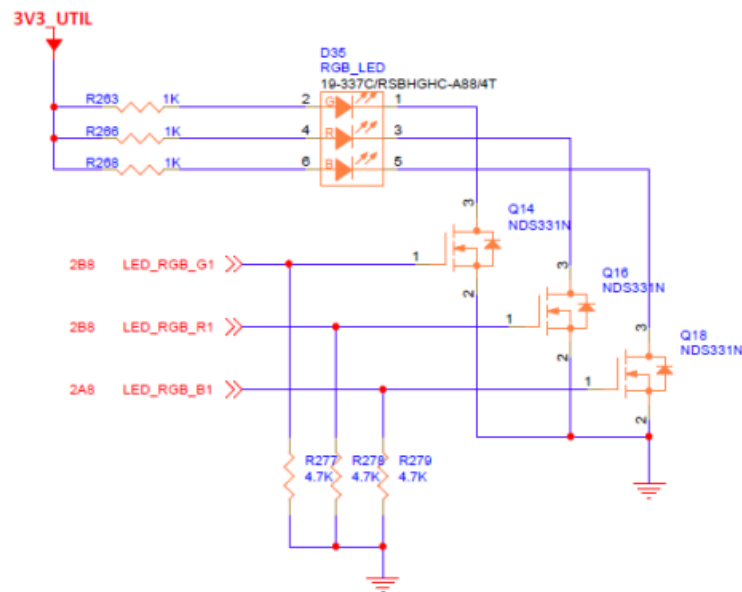 3V3_UTIL
D35
RGB_LED
19-337C/RSBHGHC-A88/4T
R263 1K 2 G 1
R266 1K 4 R 3
R268 1K 6 B 5
3
Q14
NDS331N
1
2
2B8 LED_RGB_G1
3
Q16
NDS331N
1
2
2B8 LED_RGB_R1
3
Q18
NDS331N
1
2
2A8 LED_RGB_B1
R277
4.7K
R278
4.7K
R279
4.7K